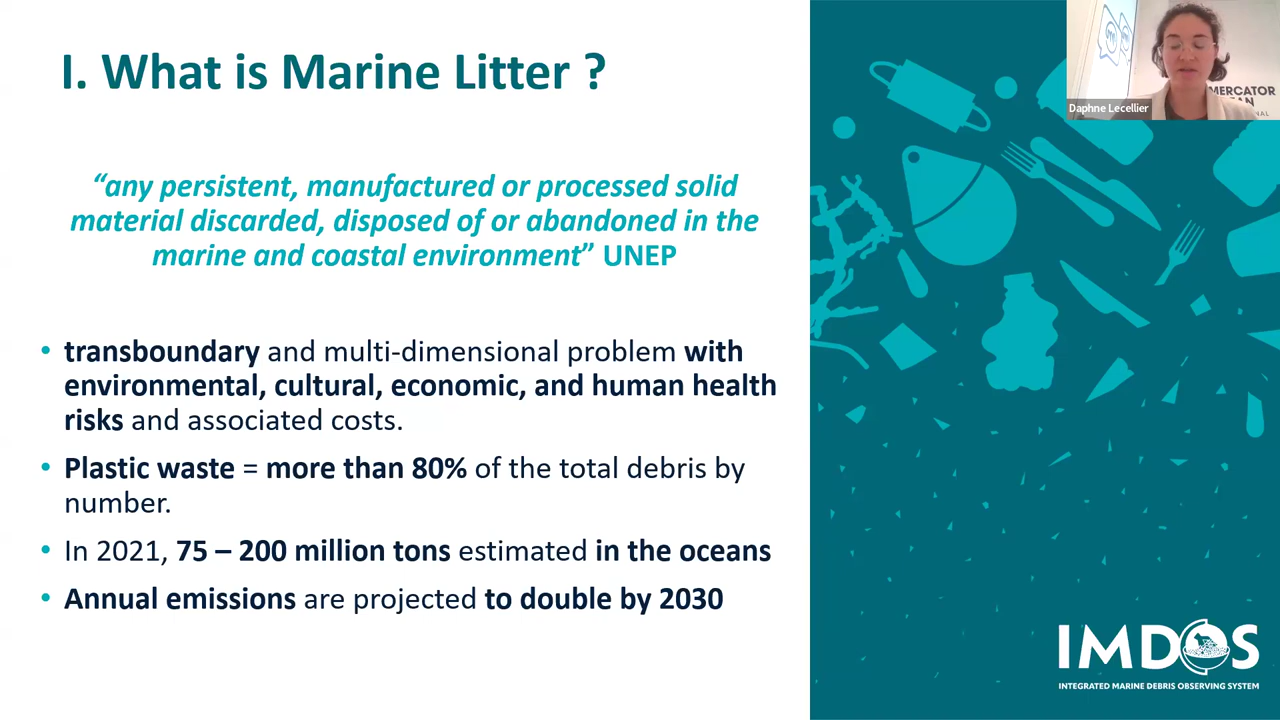 I. What is Marine Litter ?
“any persistent, manufactured or processed solid
material discarded, disposed of or abandoned in the
marine and coastal environment” UNEP
• transboundary and multi-dimensional problem with
environmental, cultural, economic, and human health
risks and associated costs.
• Plastic waste = more than 80% of the total debris by
number.
• In 2021, 75 – 200 million tons estimated in the oceans
• Annual emissions are projected to double by 2030
MERCATOR
Daphne Lecellier
IMDOS
INTEGRATED MARINE DEBRIS OBSERVING SYSTEM